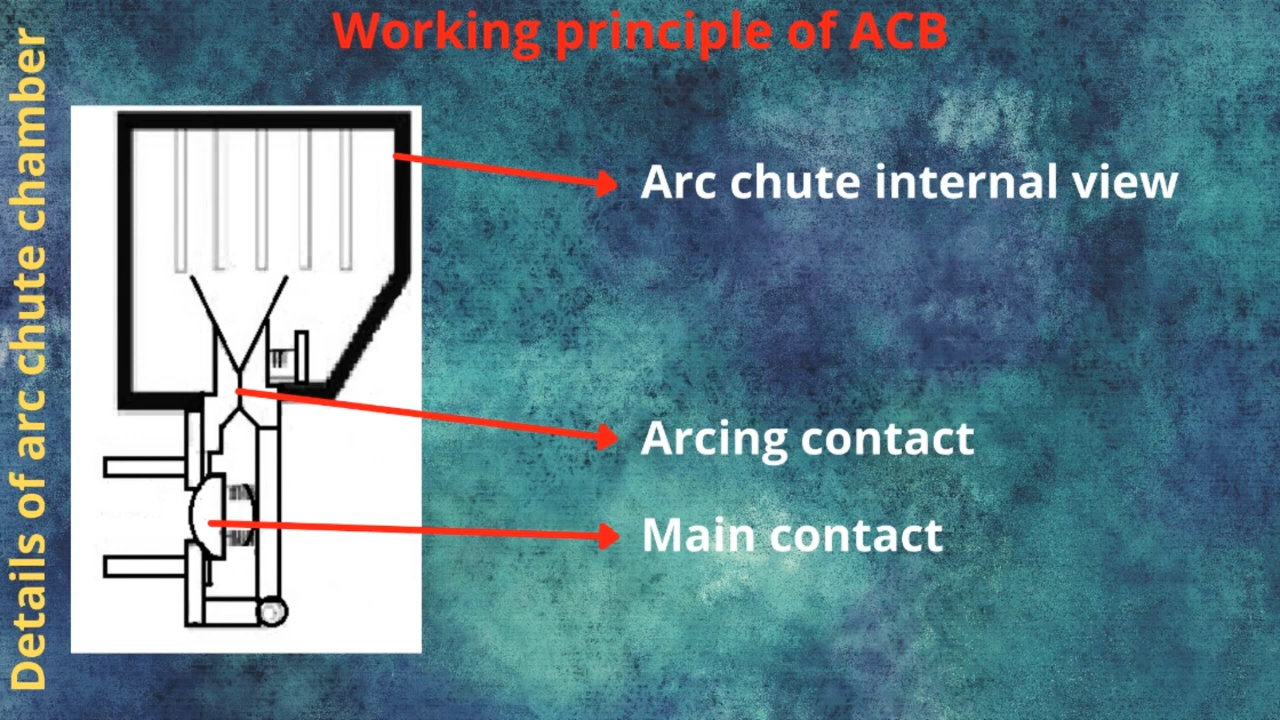 Working principle of ACB
Details of arc chute chamber
Arc chute internal view
Arcing contact
Main contact